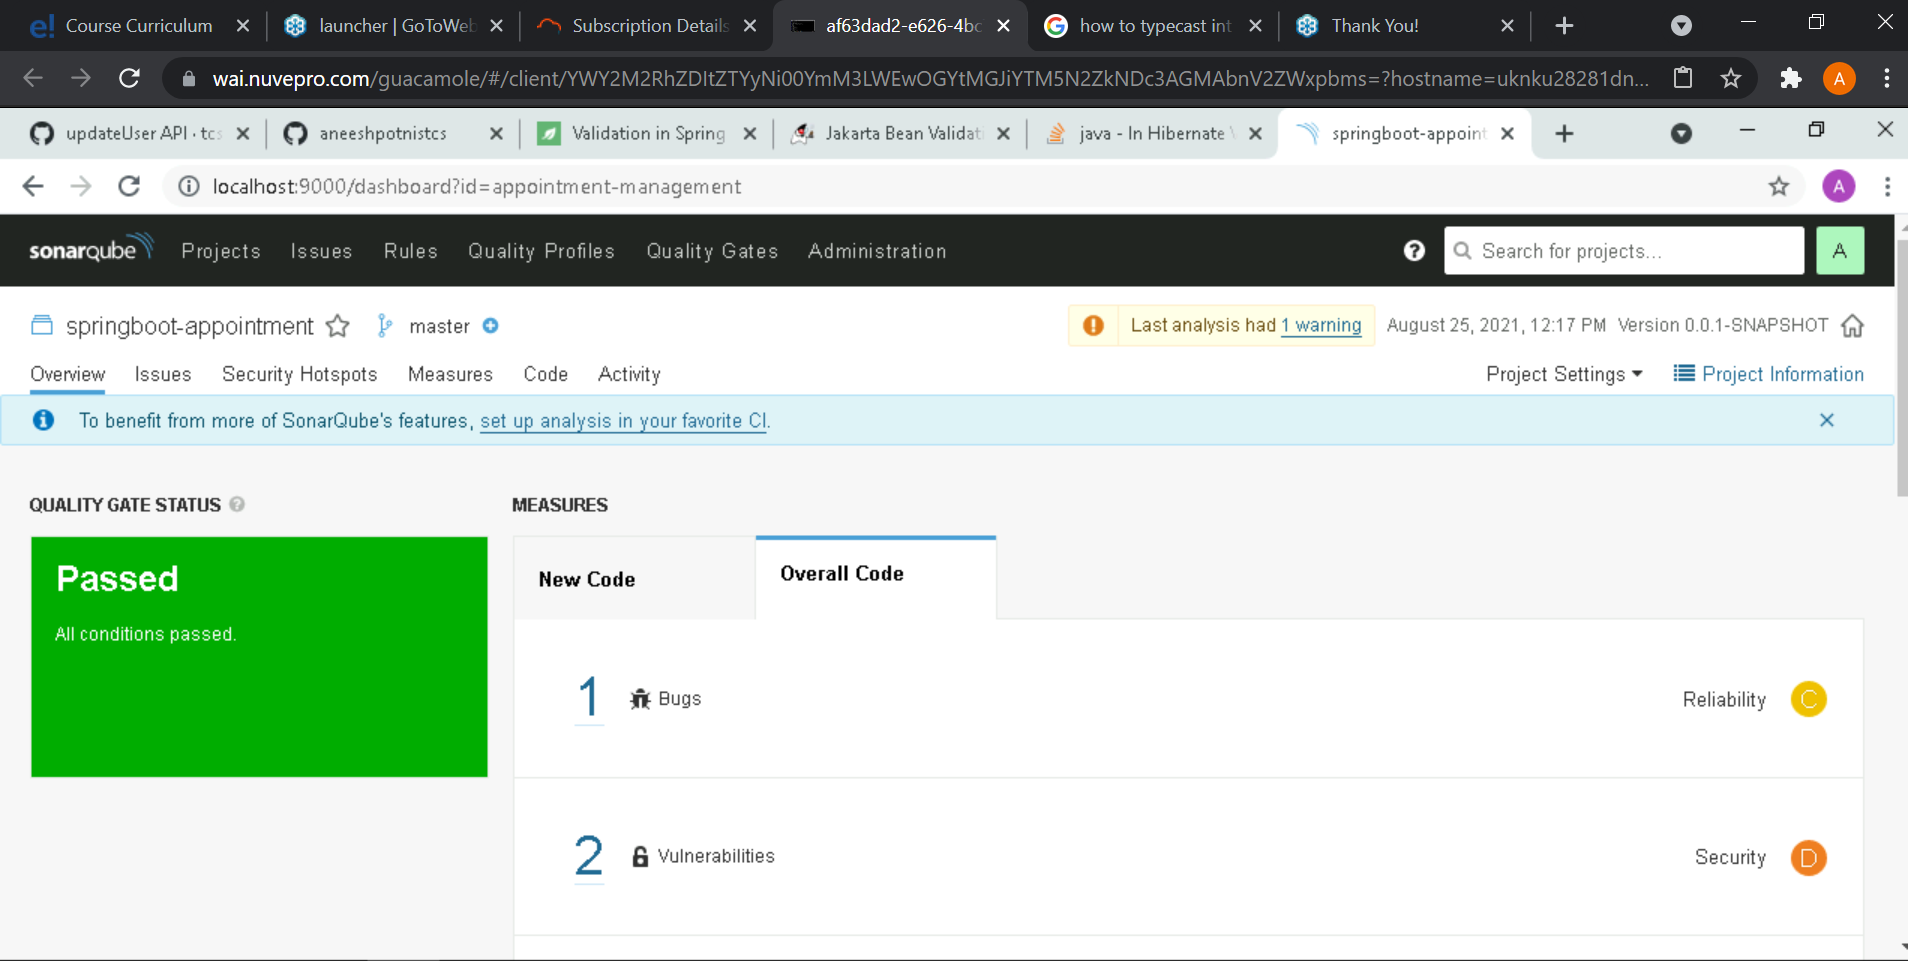 e! Course Curriculum
launcher | GoToWeb
Subscription Details
af63dad2-e626-4bc
how to typecast int
Thank You!
wai.nuvepro.com/guacamole/#/client/YWY2M2RhZDItZTYyNi00YmM3LWEwOGYtMGJiYTM5N2ZkNDc3AGMAbnV2ZWxpbms=?hostname=uknku28281dn...
A
updateUser API · tcs
aneeshpotnistcs
Validation in Spring
Jakarta Bean Validati
java - In Hibernate
springboot-appoint
localhost:9000/dashboard?id=appointment-management
A
sonarqube
Projects
Issues
Rules
Quality Profiles
Quality Gates
Administration
Search for projects...
A
springboot-appointment
master
Last analysis had 1 warning
August 25, 2021, 12:17 PM
Version 0.0.1-SNAPSHOT
Overview
Issues
Security Hotspots
Measures
Code
Activity
Project Settings
Project Information
To benefit from more of SonarQube's features, set up analysis in your favorite CI.
QUALITY GATE STATUS
MEASURES
Passed
All conditions passed.
New Code
Overall Code
1 Bugs
Reliability C
2 Vulnerabilities
Security D